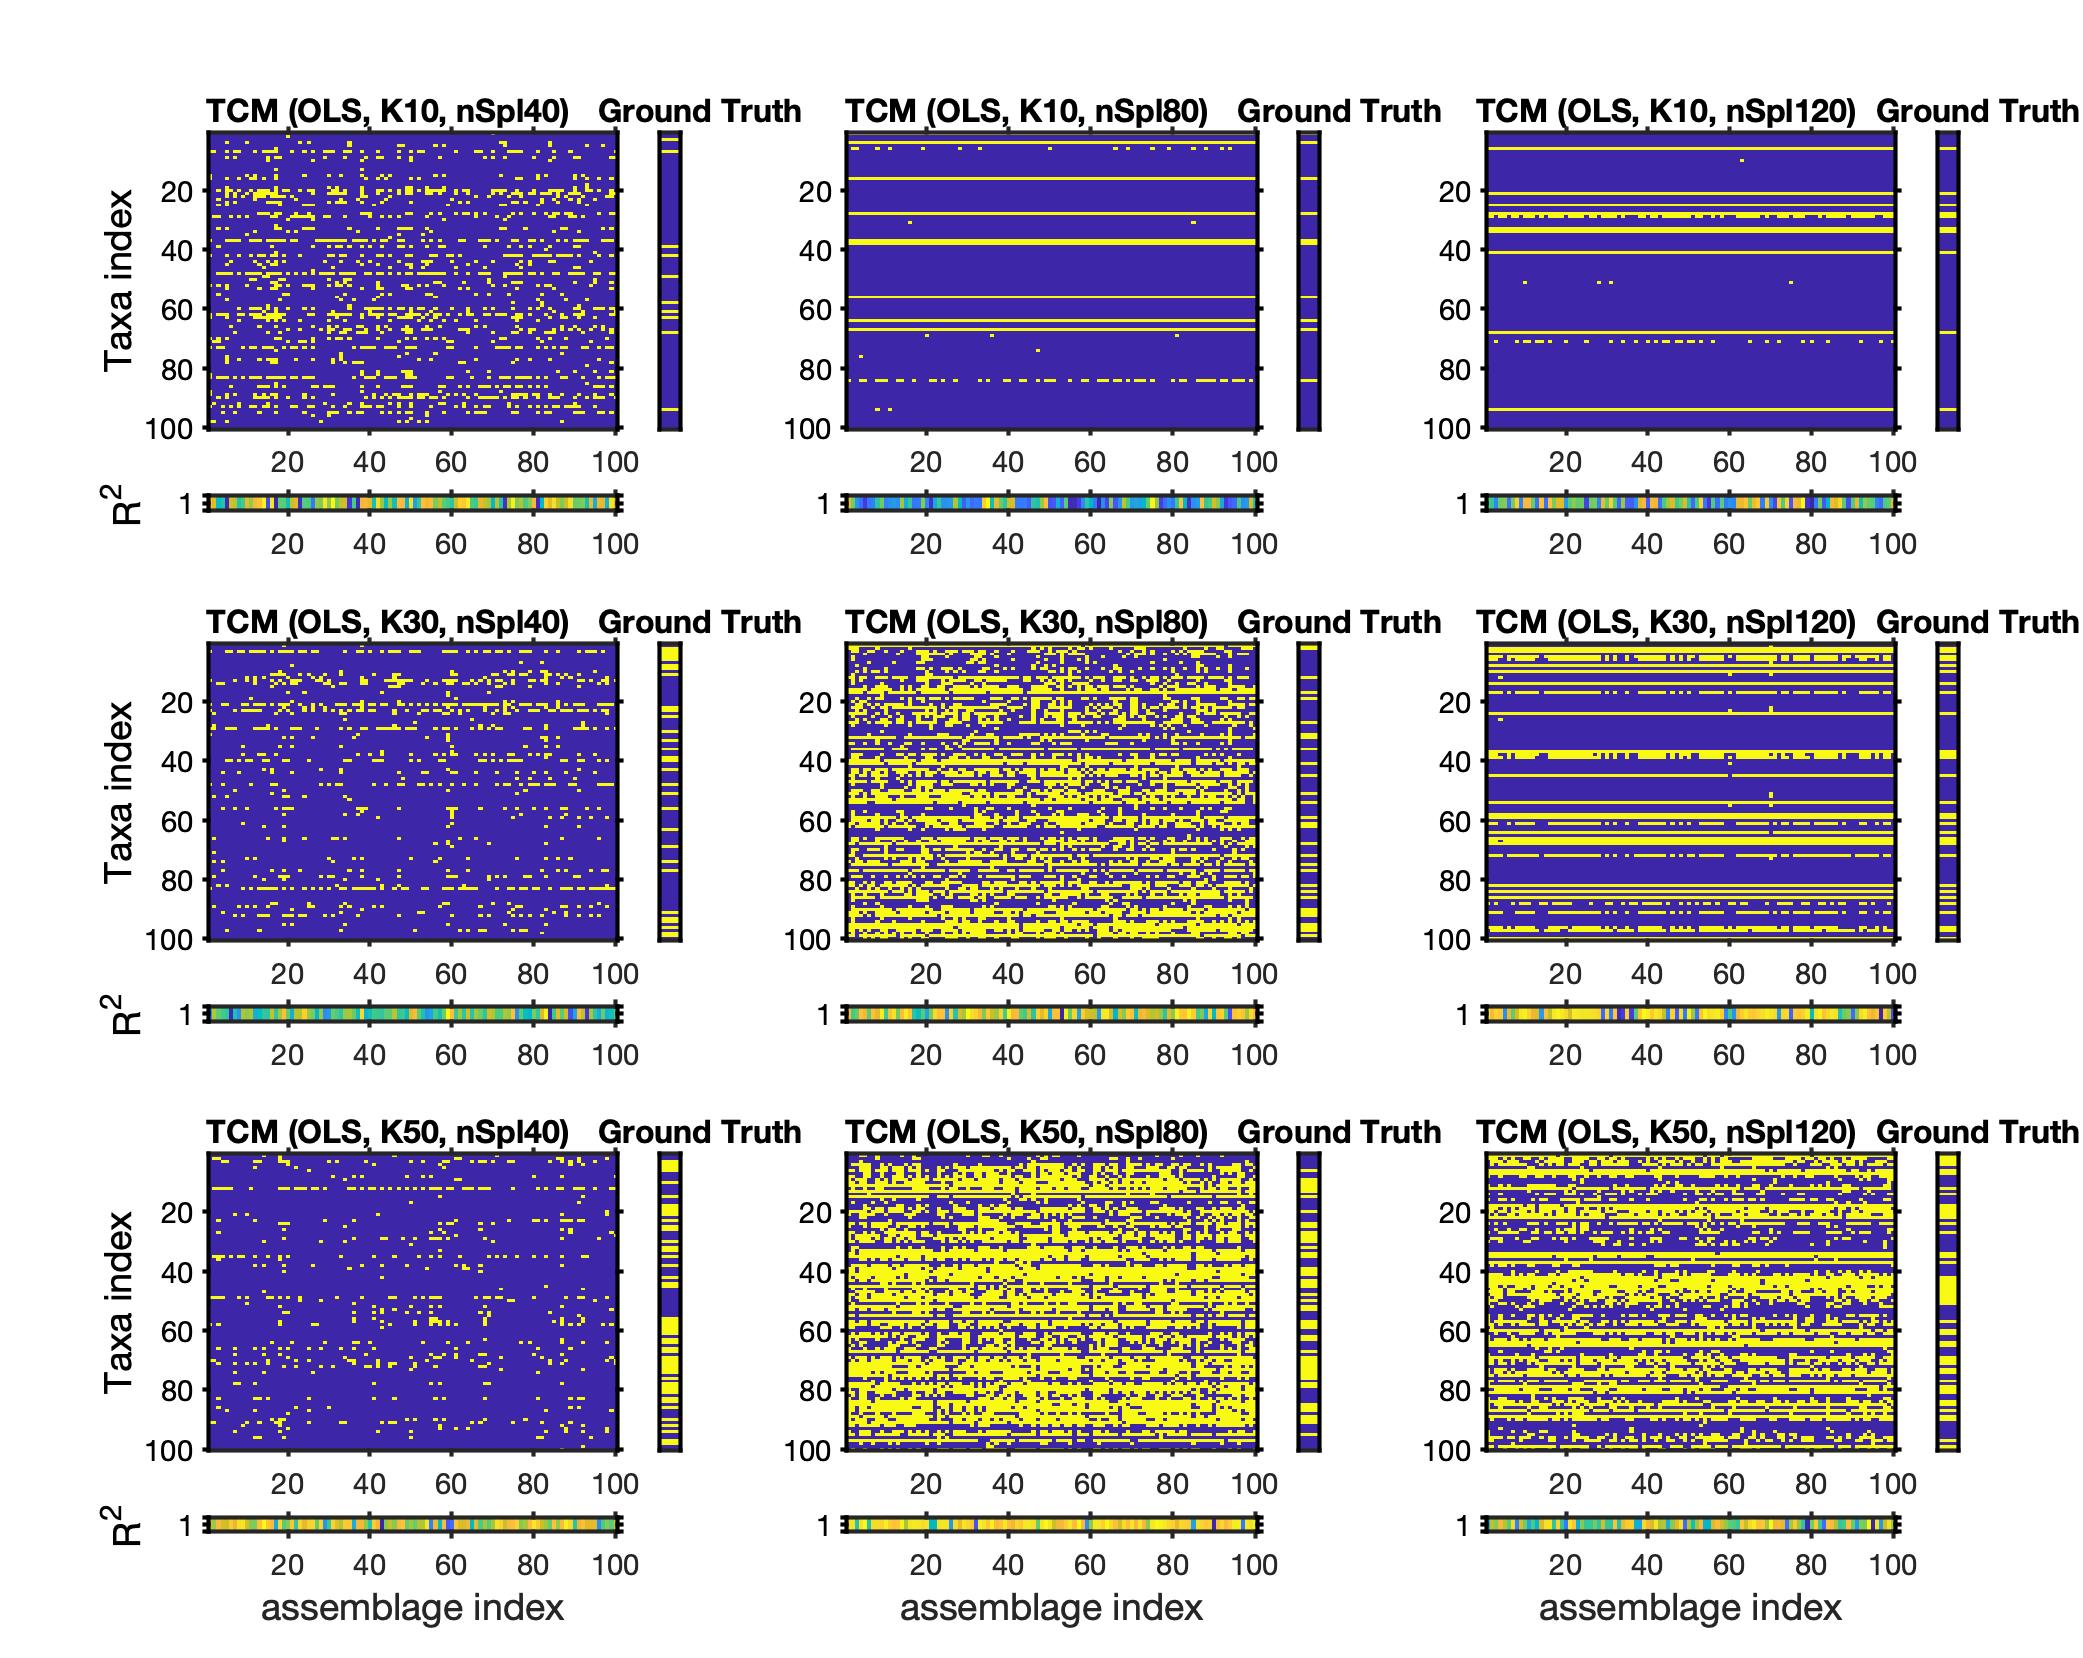 TCM (OLS, K10, nSpl40) Ground Truth TCM (OLS, K10, nSpl80) Ground Truth TCM (OLS, K10, nSpl120) Ground Truth
Taxa index
20 20 20
40 40 40
60 60 60
80 80 80
100 100 100
20 40 60 80 100 20 40 60 80 100 20 40 60 80 100
R² 1 1 1
20 40 60 80 100 20 40 60 80 100 20 40 60 80 100
TCM (OLS, K30, nSpl40) Ground Truth TCM (OLS, K30, nSpl80) Ground Truth TCM (OLS, K30, nSpl120) Ground Truth
Taxa index
20 20 20
40 40 40
60 60 60
80 80 80
100 100 100
20 40 60 80 100 20 40 60 80 100 20 40 60 80 100
R² 1 1 1
20 40 60 80 100 20 40 60 80 100 20 40 60 80 100
TCM (OLS, K50, nSpl40) Ground Truth TCM (OLS, K50, nSpl80) Ground Truth TCM (OLS, K50, nSpl120) Ground Truth
Taxa index
20 20 20
40 40 40
60 60 60
80 80 80
100 100 100
20 40 60 80 100 20 40 60 80 100 20 40 60 80 100
R² 1 1 1
20 40 60 80 100 20 40 60 80 100 20 40 60 80 100
assemblage index assemblage index assemblage index